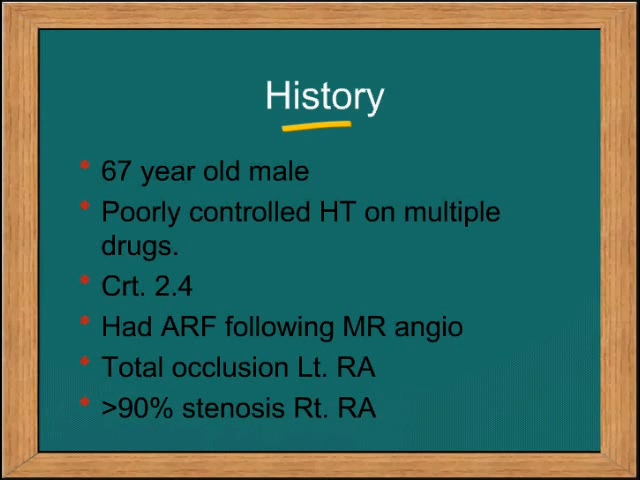 History
* 67 year old male
* Poorly controlled HT on multiple
drugs.
* Crt. 2.4
* Had ARF following MR angio
* Total occlusion Lt. RA
* >90% stenosis Rt. RA